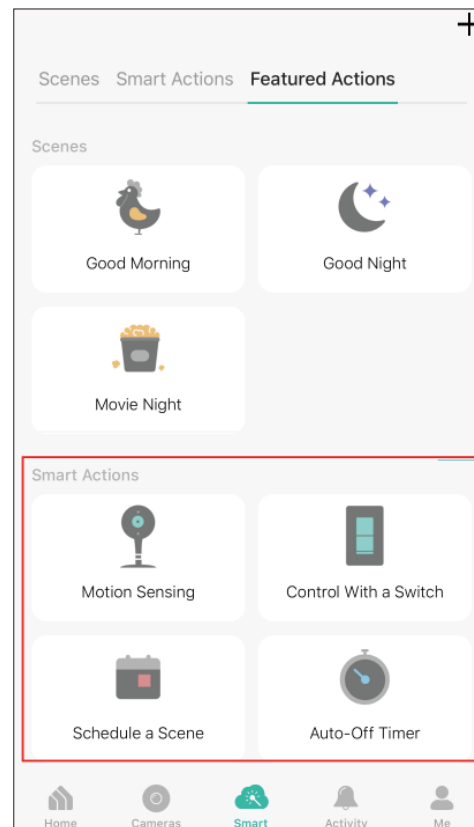 Scenes Smart Actions Featured Actions
Scenes
Good Morning Good Night
Movie Night
Smart Actions
Motion Sensing Control With a Switch
Schedule a Scene Auto-Off Timer
Home Cameras Smart Activity Me